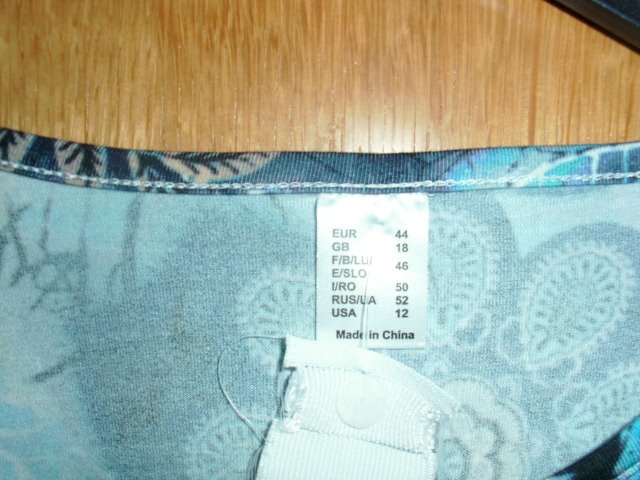 EUR 44
GB 18
F/B/LU/
E/SLO 46
I/RO 50
RUS/UA 52
USA 12
Made in China